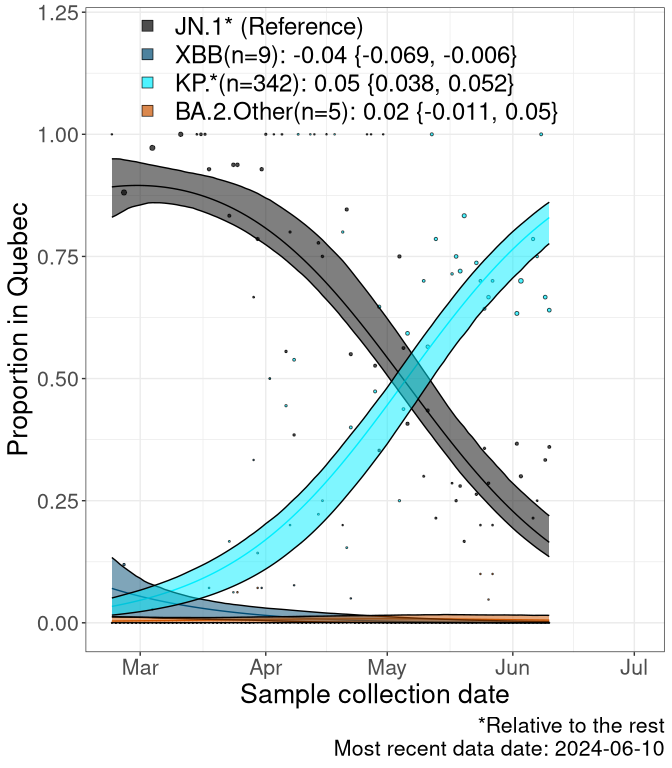 JN.1* (Reference)
XBB(n=9): -0.04 {-0.069, -0.006}
KP.*(n=342): 0.05 {0.038, 0.052}
BA.2.Other(n=5): 0.02 {-0.011, 0.05}
Proportion in Quebec
1.25
1.00
0.75
0.50
0.25
0.00
Mar Apr May Jun Jul
Sample collection date
*Relative to the rest
Most recent data date: 2024-06-10